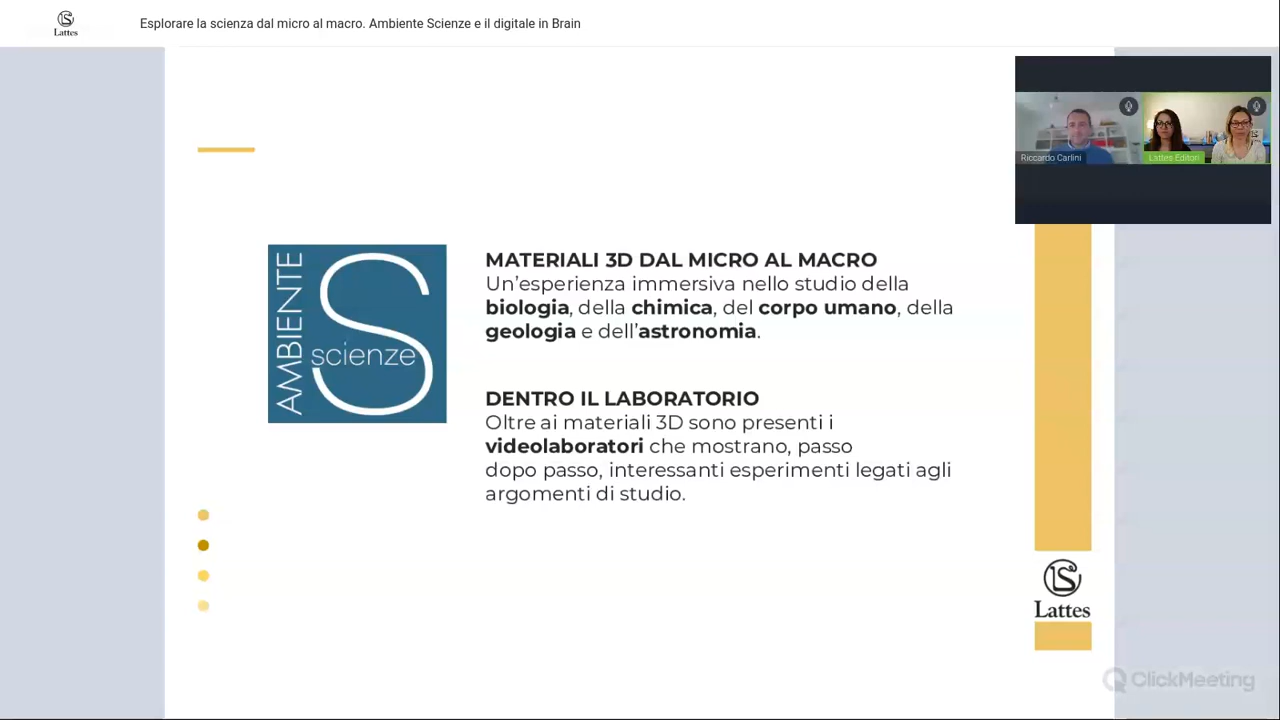 Lattes
Esplorare la scienza dal micro al macro. Ambiente Scienze e il digitale in Brain
Riccardo Carlini
Lattes Editori
AMBIENTE
S
scienze
MATERIALI 3D DAL MICRO AL MACRO
Un’esperienza immersiva nello studio della
biologia, della chimica, del corpo umano, della
geologia e dell’astronomia.
DENTRO IL LABORATORIO
Oltre ai materiali 3D sono presenti i
videolaboratori che mostrano, passo
dopo passo, interessanti esperimenti legati agli
argomenti di studio.
Lattes
ClickMeeting